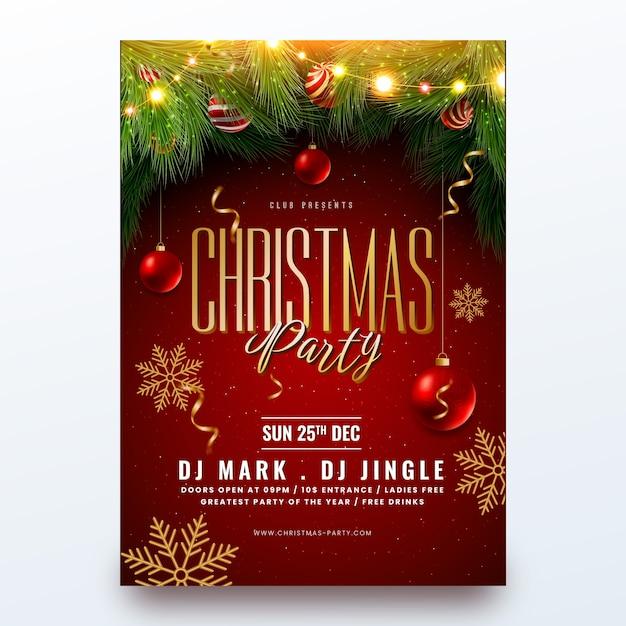 CLUB PRESENTS
CHRISTMAS
Party
SUN 25TH DEC
DJ MARK . DJ JINGLE
DOORS OPEN AT 09PM / 10S ENTRANCE / LADIES FREE
GREATEST PARTY OF THE YEAR / FREE DRINKS
WWW.CHRISTMAS-PARTY.COM